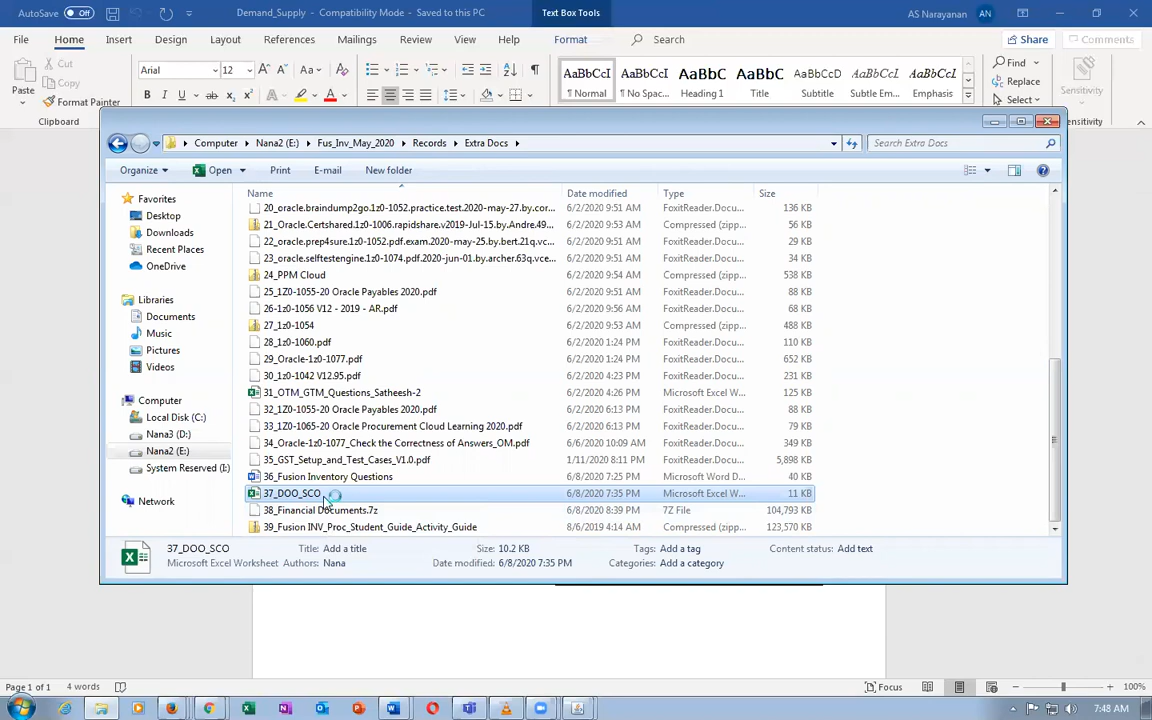 AutoSave Off Demand_Supply - Compatibility Mode - Saved to this PC Text Box Tools AS Narayanan AN
File Home Insert Design Layout References Mailings Review View Help Format Search Share Comments
Paste Cut Copy Format Painter
Arial 12 Aa
B I U ab x₂ x² A A
AaBbCcI AaBbCcI AaBbC AaBbC AaBbCcD AaBbCcD AaBbCcI
¶ Normal ¶ No Spac... Heading 1 Title Subtitle Subtle Em... Emphasis
Find
Replace
Select
Sensitivity
Clipboard
Computer Nana2 (E:) Fus_Inv_May_2020 Records Extra Docs Search Extra Docs
Organize Open Print E-mail New folder
Name Date modified Type Size
Favorites
Desktop
Downloads
Recent Places
OneDrive
Libraries
Documents
Music
Pictures
Videos
Computer
Local Disk (C:)
Nana3 (D:)
Nana2 (E:)
System Reserved (E
Network
20_oracle.braindump2go.1z0-1052.practice.test.2020-may-27.by.cor... 6/2/2020 9:51 AM FoxitReader.Docu... 136 KB
21_Oracle.Certshared.1z0-1006.rapidshare.v2019-Jul-15.by.Andre.49... 6/2/2020 9:53 AM Compressed (zipp... 56 KB
22_oracle.prep4sure.1z0-1052.pdf.exam.2020-may-25.by.bert.21q.vc... 6/2/2020 9:51 AM FoxitReader.Docu... 29 KB
23_oracle.selftestengine.1z0-1074.pdf.2020-jun-01.by.archer.63q.vce... 6/2/2020 9:51 AM FoxitReader.Docu... 34 KB
24_PPM Cloud 6/2/2020 9:54 AM Compressed (zipp... 538 KB
25_1Z0-1055-20 Oracle Payables 2020.pdf 6/2/2020 9:51 AM FoxitReader.Docu... 88 KB
26-1z0-1056 V12 - 2019 - AR.pdf 6/2/2020 9:56 AM FoxitReader.Docu... 68 KB
27_1z0-1054 6/2/2020 9:53 AM Compressed (zipp... 488 KB
28_1z0-1060.pdf 6/2/2020 1:24 PM FoxitReader.Docu... 110 KB
29_Oracle-1z0-1077.pdf 6/2/2020 1:24 PM FoxitReader.Docu... 652 KB
30_1z0-1042 V12.95.pdf 6/2/2020 4:23 PM FoxitReader.Docu... 231 KB
31_OTM_GTM_Questions_Satheesh-2 6/2/2020 4:26 PM Microsoft Excel W... 125 KB
32_1Z0-1055-20 Oracle Payables 2020.pdf 6/2/2020 6:13 PM FoxitReader.Docu... 88 KB
33_1Z0-1065-20 Oracle Procurement Cloud Learning 2020.pdf 6/2/2020 6:13 PM FoxitReader.Docu... 79 KB
34_Oracle-1z0-1077_Check the Correctness of Answers_OM.pdf 6/6/2020 10:09 AM FoxitReader.Docu... 349 KB
35_GST_Setup_and_Test_Cases_V1.0.pdf 1/11/2020 8:11 PM FoxitReader.Docu... 5,898 KB
36_Fusion Inventory Questions 6/8/2020 7:25 PM Microsoft Word D... 40 KB
37_DOO_SCO 6/8/2020 7:35 PM Microsoft Excel W... 11 KB
38_Financial Documents.7z 6/8/2020 8:39 PM 7Z File 104,793 KB
39_Fusion INV_Proc_Student_Guide_Activity_Guide 8/6/2019 4:14 AM Compressed (zipp... 123,570 KB
37_DOO_SCO Title: Add a title Size: 10.2 KB Tags: Add a tag Content status: Add text
Microsoft Excel Worksheet Authors: Nana Date modified: 6/8/2020 7:35 PM Categories: Add a category
Page 1 of 1 4 words Focus 100%
7:48 AM